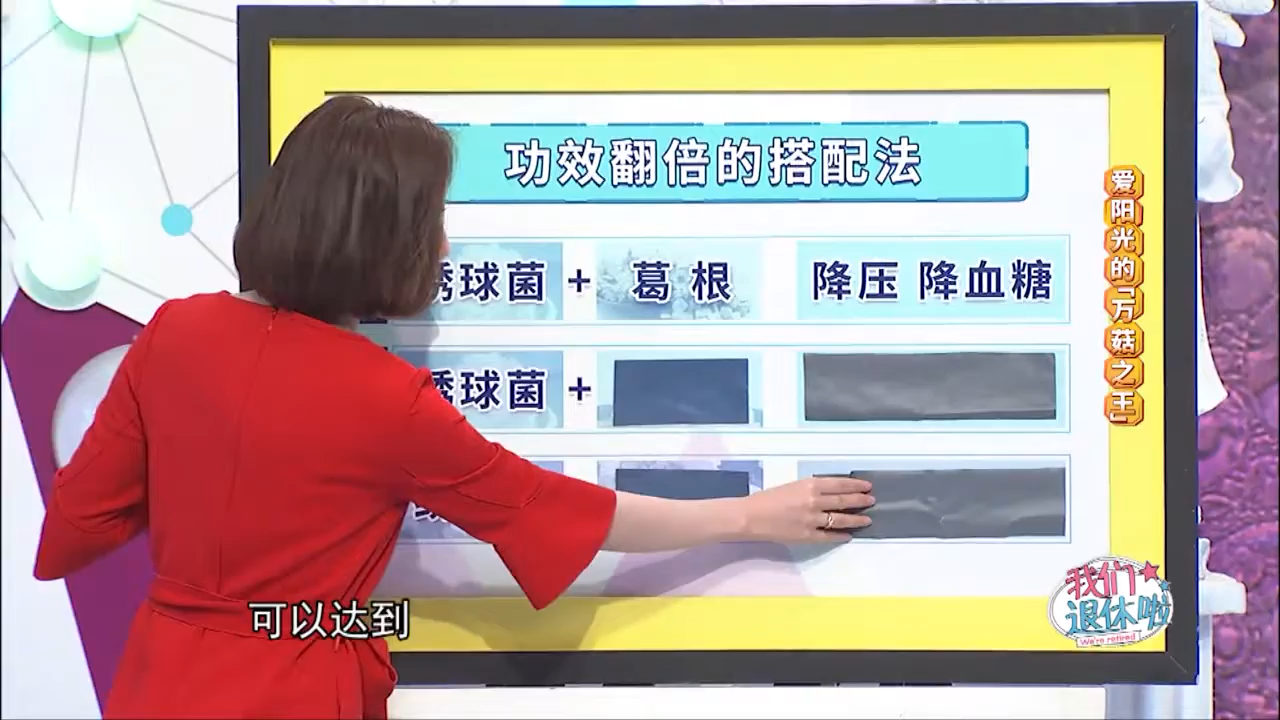 功效翻倍的搭配法
绣球菌 + 葛根 降压 降血糖
绣球菌 +
爱阳光的“万菇之王”
可以达到
我们
退休啦
We're retired